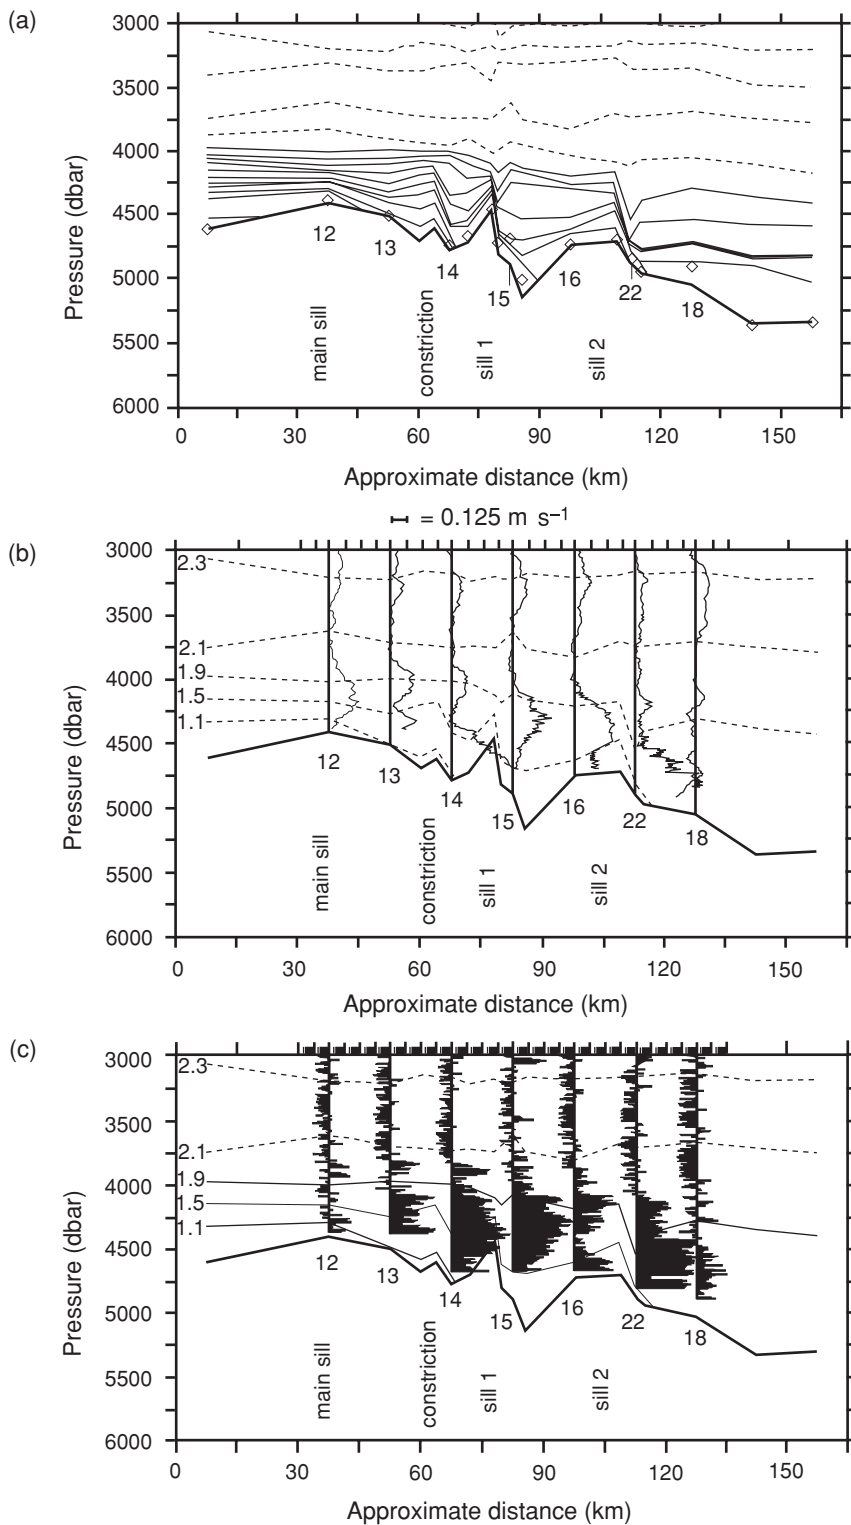 (a)
3000
3500
4000
4500
5000
5500
6000
Pressure (dbar)
12
13
14
15
16
22
18
main sill
constriction
sill 1
sill 2
0 30 60 90 120 150
Approximate distance (km)
= 0.125 m s–1
(b)
3000
3500
4000
4500
5000
5500
6000
Pressure (dbar)
2.3
2.1
1.9
1.5
1.1
12
13
14
15
16
22
18
main sill
constriction
sill 1
sill 2
0 30 60 90 120 150
Approximate distance (km)
(c)
3000
3500
4000
4500
5000
5500
6000
Pressure (dbar)
2.3
2.1
1.9
1.5
1.1
12
13
14
15
16
22
18
main sill
constriction
sill 1
sill 2
0 30 60 90 120 150
Approximate distance (km)